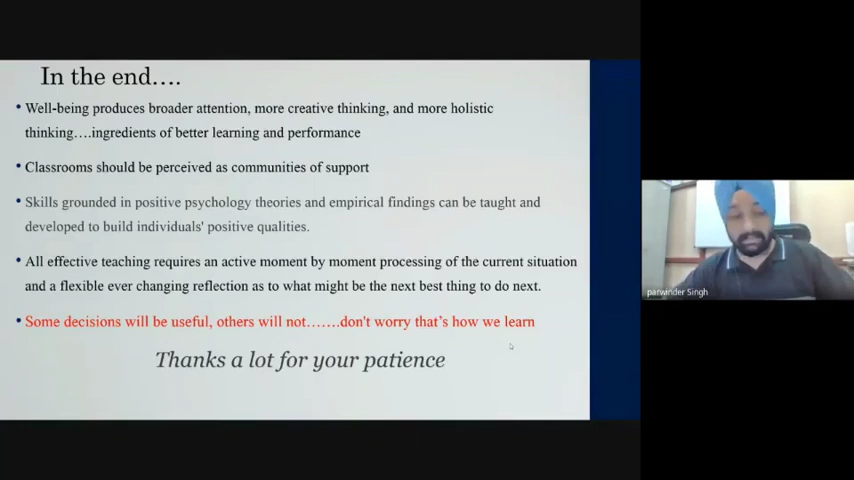 In the end….
• Well-being produces broader attention, more creative thinking, and more holistic
thinking….ingredients of better learning and performance
• Classrooms should be perceived as communities of support
• Skills grounded in positive psychology theories and empirical findings can be taught and
developed to build individuals' positive qualities.
• All effective teaching requires an active moment by moment processing of the current situation
and a flexible ever changing reflection as to what might be the next best thing to do next.
• Some decisions will be useful, others will not…….don't worry that’s how we learn
Thanks a lot for your patience
parwinder Singh